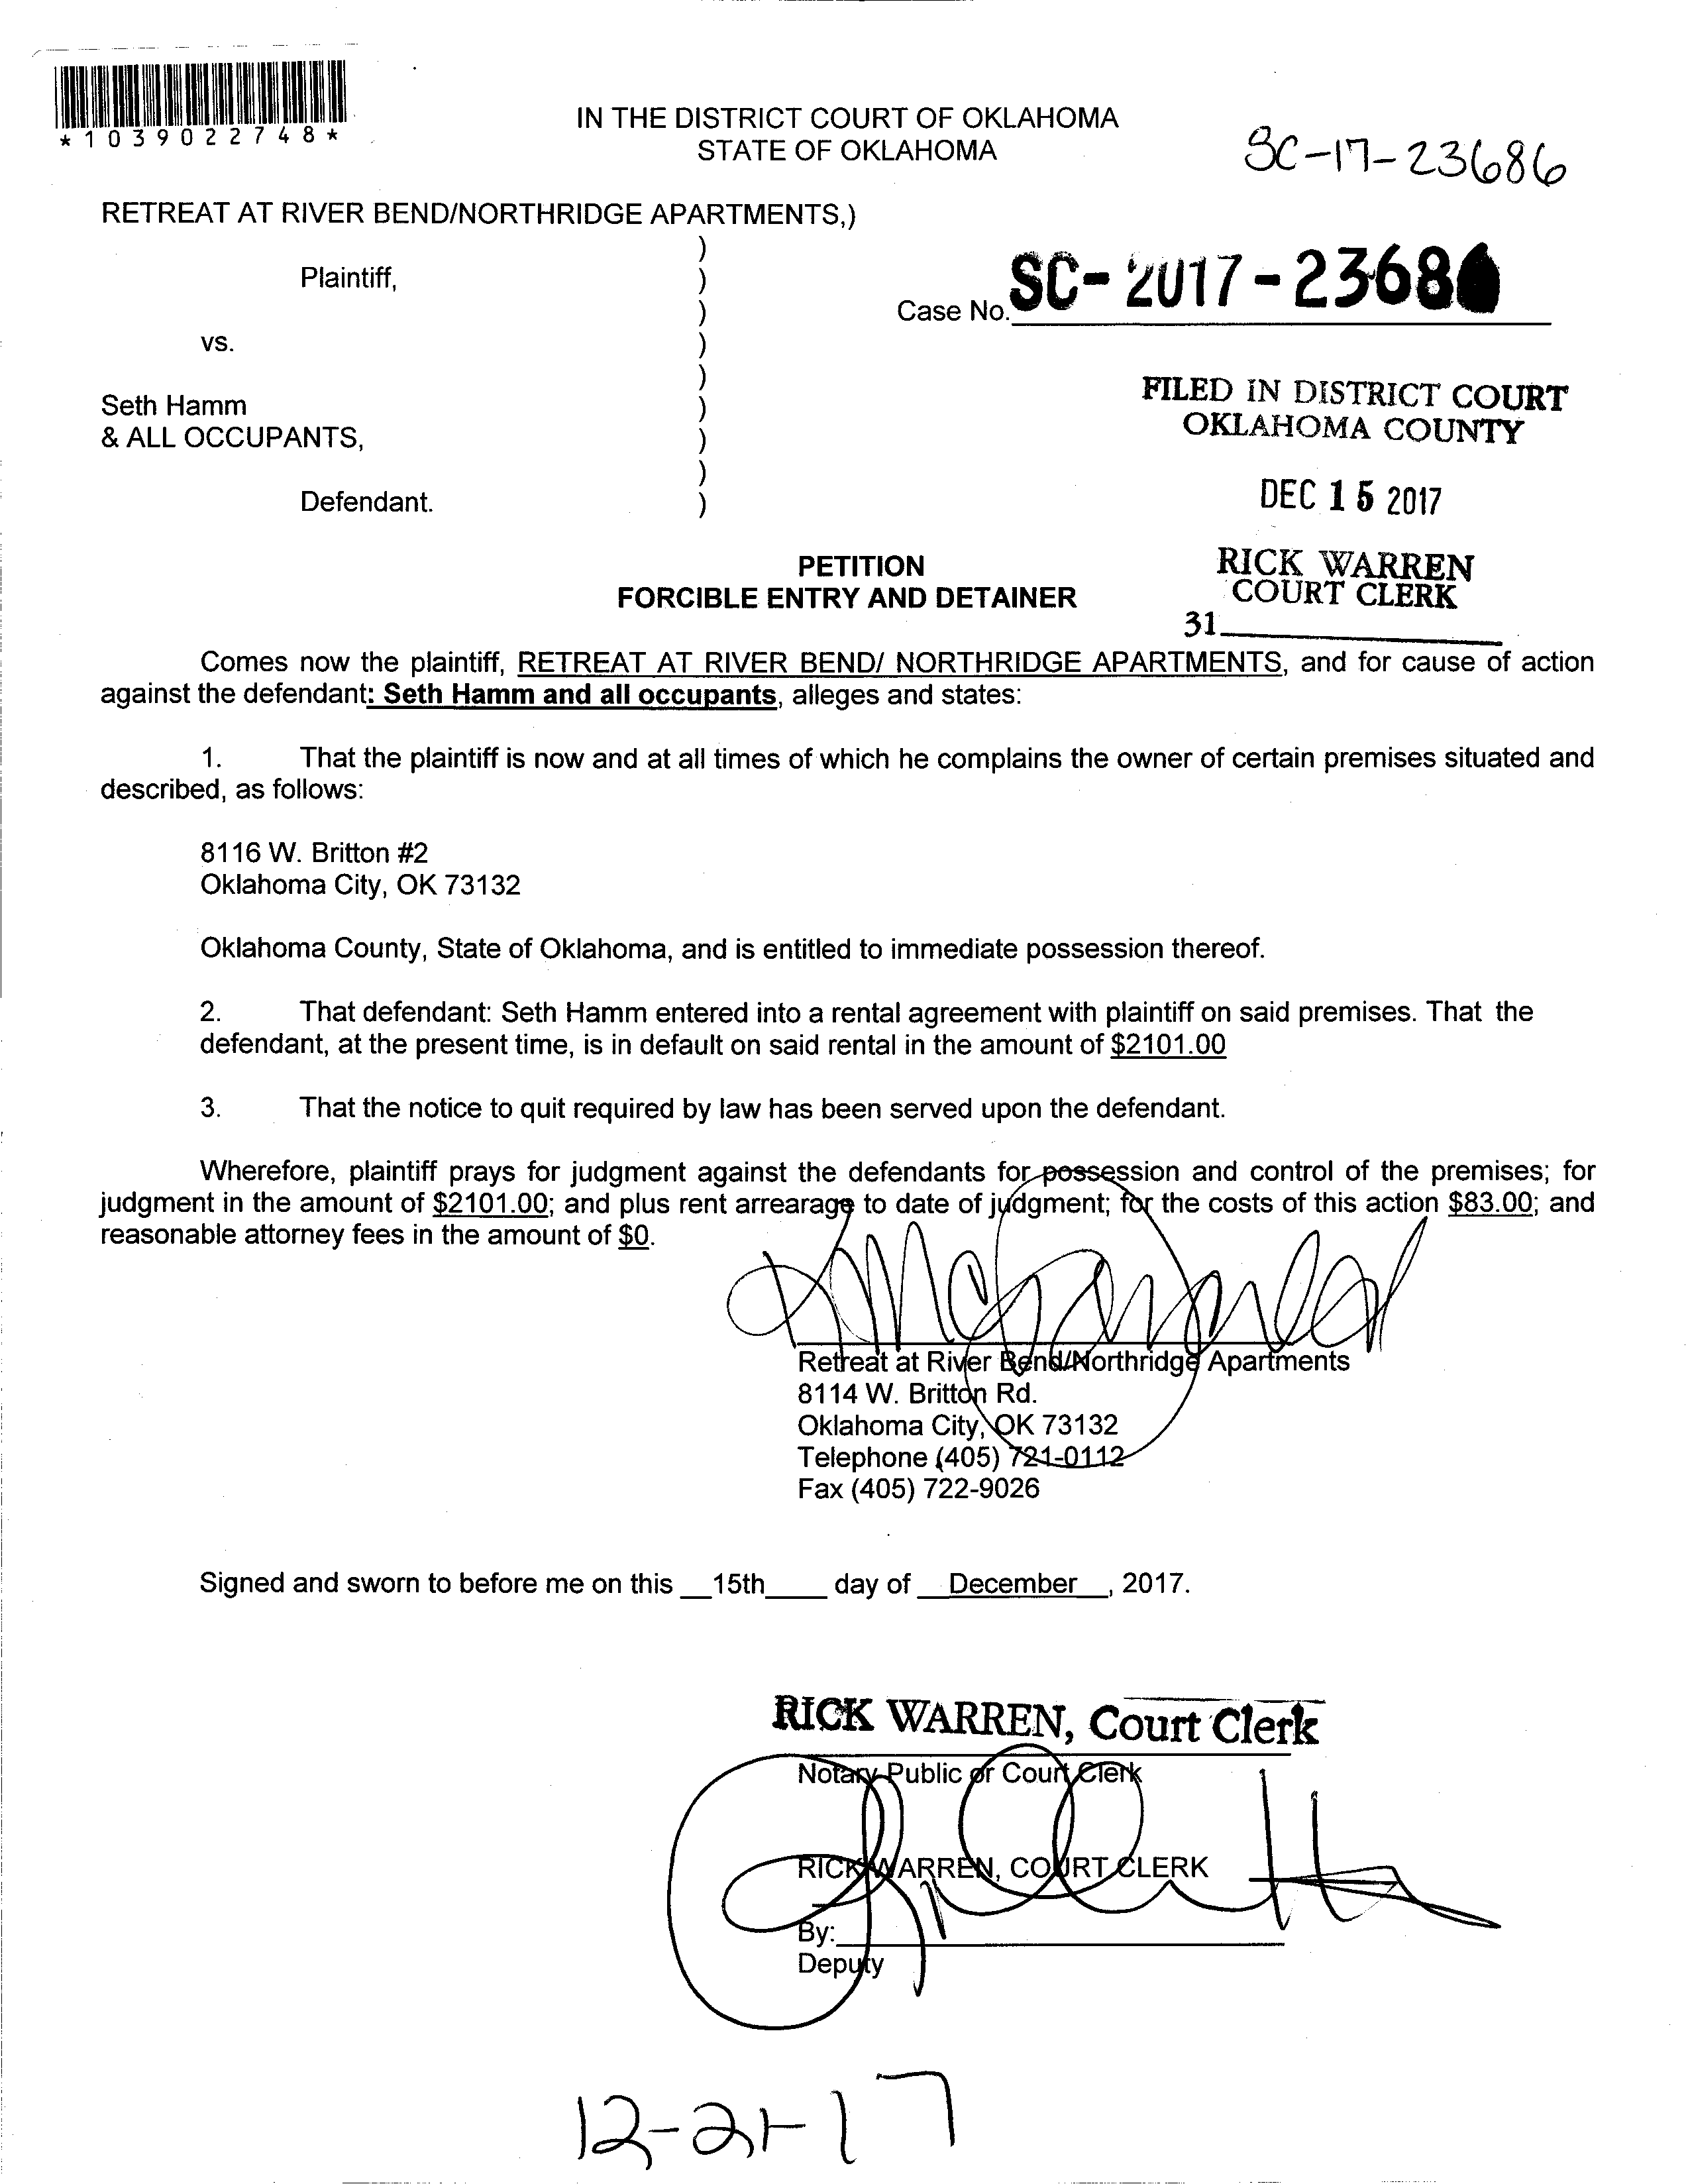 *1039022748*
IN THE DISTRICT COURT OF OKLAHOMA
STATE OF OKLAHOMA
SC-17-23686
RETREAT AT RIVER BEND/NORTHRIDGE APARTMENTS,)
)
Plaintiff, )
Case No. SC-2017-23686
)
vs. )
)
Seth Hamm )
& ALL OCCUPANTS, )
)
Defendant. )
FILED IN DISTRICT COURT
OKLAHOMA COUNTY
DEC 15 2017
RICK WARREN
COURT CLERK
31
PETITION
FORCIBLE ENTRY AND DETAINER
Comes now the plaintiff, RETREAT AT RIVER BEND/ NORTHRIDGE APARTMENTS, and for cause of action
against the defendant: Seth Hamm and all occupants, alleges and states:
1. That the plaintiff is now and at all times of which he complains the owner of certain premises situated and
described, as follows:
8116 W. Britton #2
Oklahoma City, OK 73132
Oklahoma County, State of Oklahoma, and is entitled to immediate possession thereof.
2. That defendant: Seth Hamm entered into a rental agreement with plaintiff on said premises. That the
defendant, at the present time, is in default on said rental in the amount of $2101.00
3. That the notice to quit required by law has been served upon the defendant.
Wherefore, plaintiff prays for judgment against the defendants for possession and control of the premises; for
judgment in the amount of $2101.00; and plus rent arrearage to date of judgment; for the costs of this action $83.00; and
reasonable attorney fees in the amount of $0.
Retreat at River Bend/Northridge Apartments
8114 W. Britton Rd.
Oklahoma City, OK 73132
Telephone (405) 721-0112
Fax (405) 722-9026
Signed and sworn to before me on this __15th____ day of __December__, 2017.
RICK WARREN, Court Clerk
Notary Public or Court Clerk
RICK WARREN, COURT CLERK
By:
Deputy
12-21-17